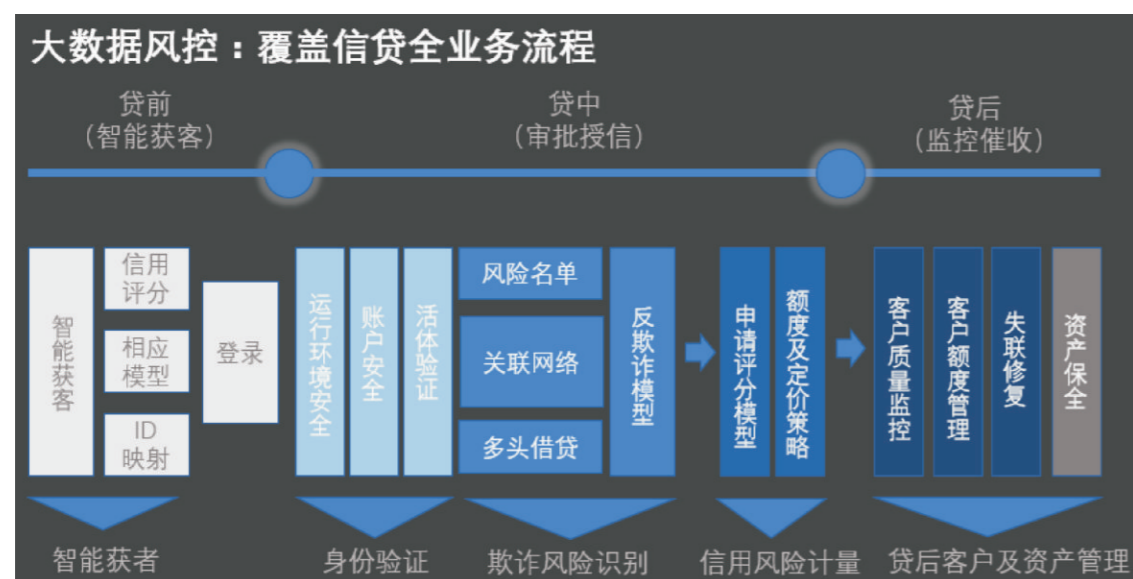 大数据风控：覆盖信贷全业务流程
贷前
（智能获客）
贷中
（审批授信）
贷后
（监控催收）
智能获客
信用
评分
相应
模型
ID
映射
登录
运行环境安全
账户安全
活体验证
风险名单
关联网络
多头借贷
反欺诈模型
申请评分模型
额度及定价策略
客户质量监控
客户额度管理
失联修复
资产保全
智能获者
身份验证
欺诈风险识别
信用风险计量
贷后客户及资产管理